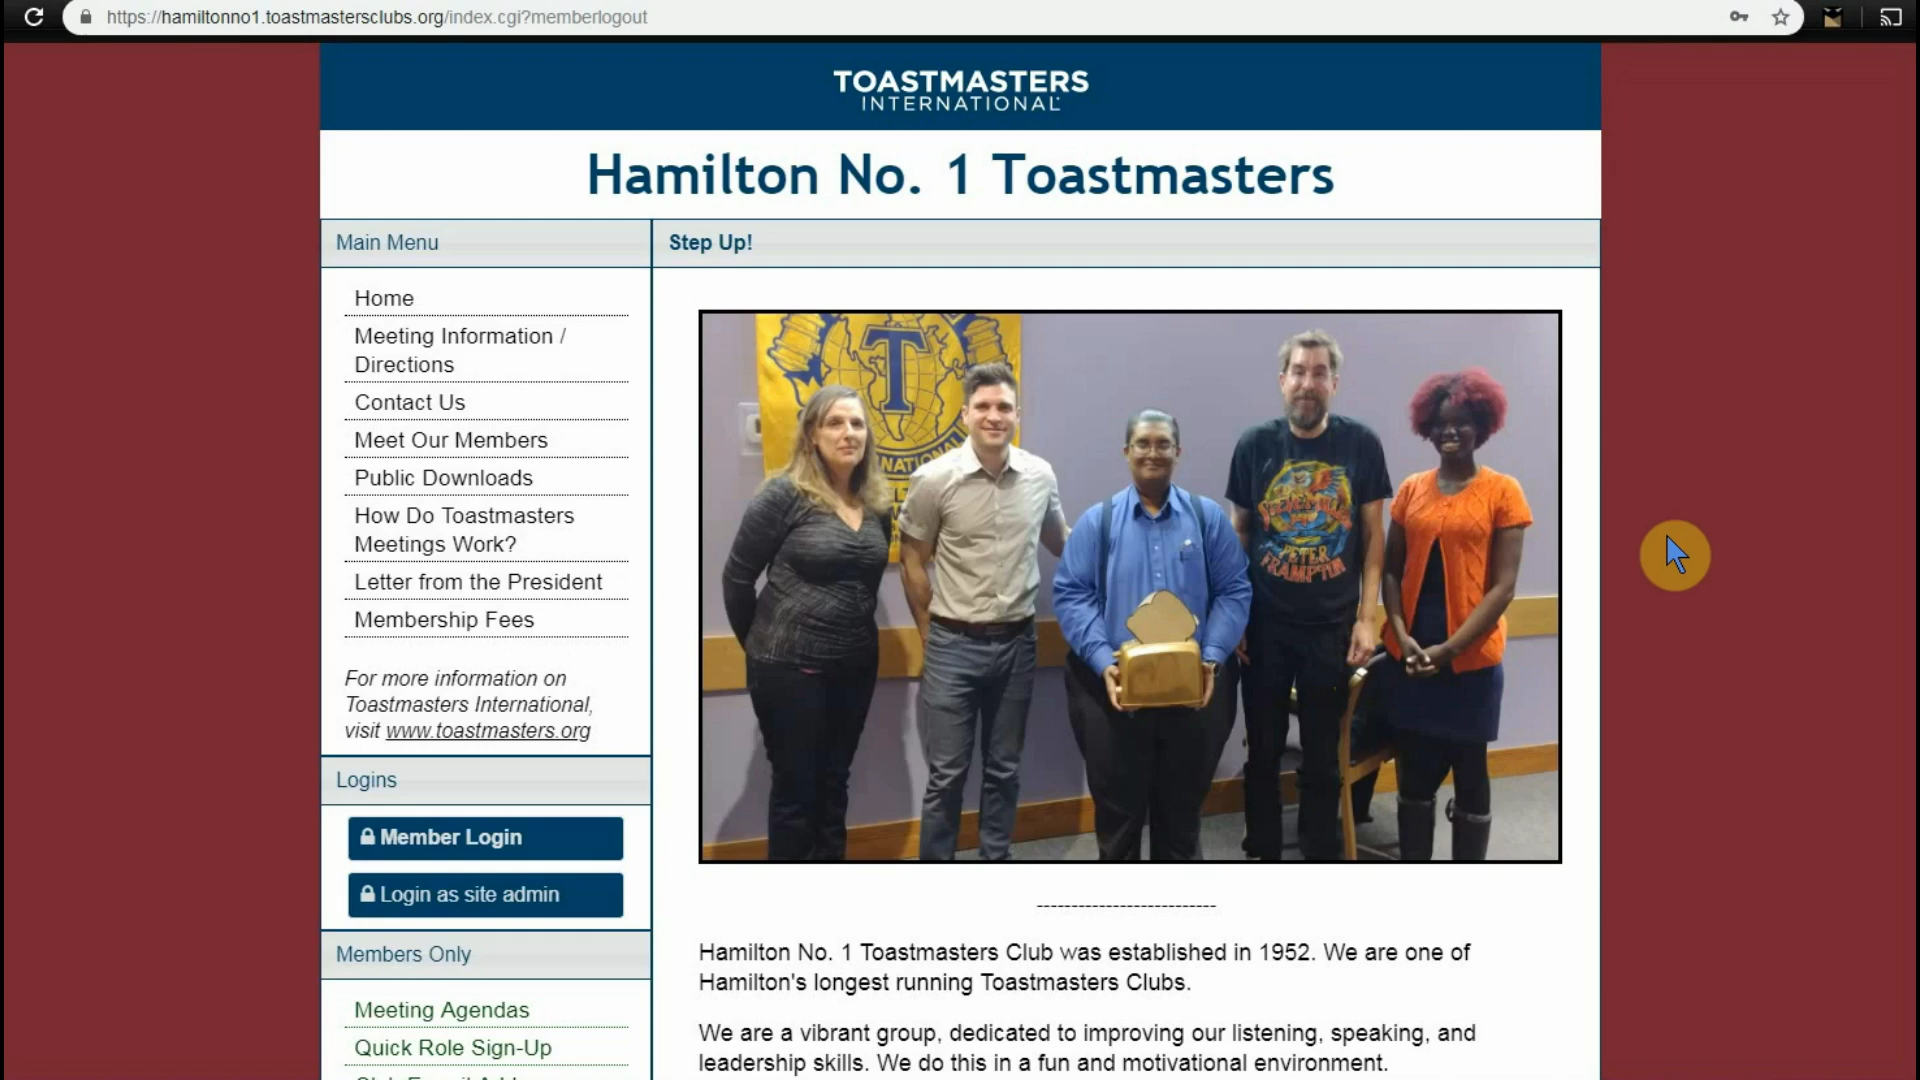 https://hamiltonno1.toastmastersclubs.org/index.cgi?memberlogout
TOASTMASTERS
INTERNATIONAL
Hamilton No. 1 Toastmasters
Main Menu
Step Up!
Home
Meeting Information /
Directions
Contact Us
Meet Our Members
Public Downloads
How Do Toastmasters
Meetings Work?
Letter from the President
Membership Fees
For more information on
Toastmasters International,
visit www.toastmasters.org
Logins
Member Login
Login as site admin
Members Only
Meeting Agendas
Quick Role Sign-Up
T
PETER
FRAMPTON
--------------------------
Hamilton No. 1 Toastmasters Club was established in 1952. We are one of
Hamilton's longest running Toastmasters Clubs.
We are a vibrant group, dedicated to improving our listening, speaking, and
leadership skills. We do this in a fun and motivational environment.